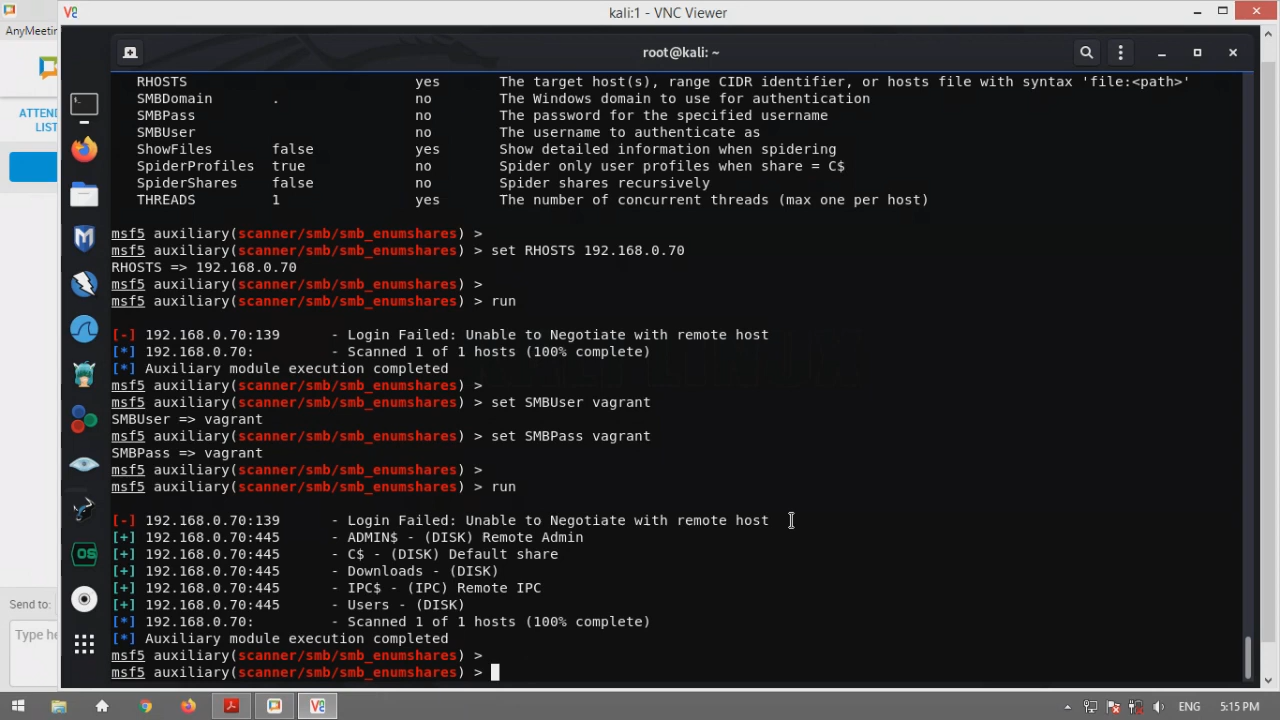 kali:1 - VNC Viewer
AnyMeetin
root@kali: ~
RHOSTS yes The target host(s), range CIDR identifier, or hosts file with syntax 'file:<path>'
SMBDomain . no The Windows domain to use for authentication
SMBPass no The password for the specified username
SMBUser no The username to authenticate as
ShowFiles false yes Show detailed information when spidering
SpiderProfiles true no Spider only user profiles when share = C$
SpiderShares false no Spider shares recursively
THREADS 1 yes The number of concurrent threads (max one per host)
msf5 auxiliary(scanner/smb/smb_enumshares) >
msf5 auxiliary(scanner/smb/smb_enumshares) > set RHOSTS 192.168.0.70
RHOSTS => 192.168.0.70
msf5 auxiliary(scanner/smb/smb_enumshares) >
msf5 auxiliary(scanner/smb/smb_enumshares) > run
[-] 192.168.0.70:139 - Login Failed: Unable to Negotiate with remote host
[*] 192.168.0.70: - Scanned 1 of 1 hosts (100% complete)
[*] Auxiliary module execution completed
msf5 auxiliary(scanner/smb/smb_enumshares) >
msf5 auxiliary(scanner/smb/smb_enumshares) > set SMBUser vagrant
SMBUser => vagrant
msf5 auxiliary(scanner/smb/smb_enumshares) > set SMBPass vagrant
SMBPass => vagrant
msf5 auxiliary(scanner/smb/smb_enumshares) >
msf5 auxiliary(scanner/smb/smb_enumshares) > run
[-] 192.168.0.70:139 - Login Failed: Unable to Negotiate with remote host
[+] 192.168.0.70:445 - ADMIN$ - (DISK) Remote Admin
[+] 192.168.0.70:445 - C$ - (DISK) Default share
[+] 192.168.0.70:445 - Downloads - (DISK)
[+] 192.168.0.70:445 - IPC$ - (IPC) Remote IPC
[+] 192.168.0.70:445 - Users - (DISK)
[*] 192.168.0.70: - Scanned 1 of 1 hosts (100% complete)
[*] Auxiliary module execution completed
msf5 auxiliary(scanner/smb/smb_enumshares) >
msf5 auxiliary(scanner/smb/smb_enumshares) >
ATTEND
LIST
Send to:
Type he
ENG 5:15 PM